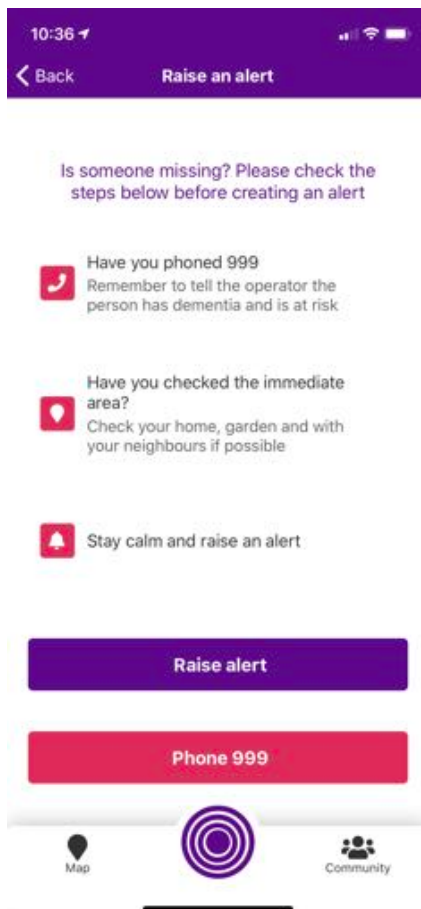 10:36
Back
Raise an alert
Is someone missing? Please check the
steps below before creating an alert
Have you phoned 999
Remember to tell the operator the
person has dementia and is at risk
Have you checked the immediate
area?
Check your home, garden and with
your neighbours if possible
Stay calm and raise an alert
Raise alert
Phone 999
Map
Community